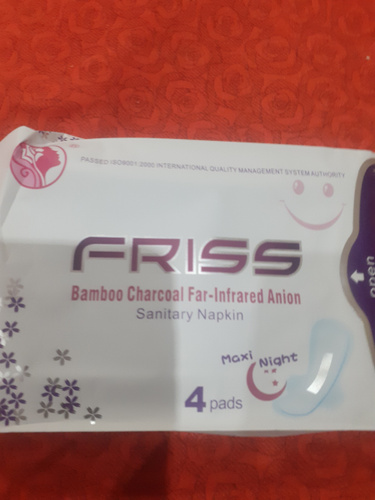 PASSED ISO9001:2000 INTERNATIONAL QUALITY MANAGEMENT SYSTEM AUTHORITY
FRISS
Bamboo Charcoal Far-Infrared Anion
Sanitary Napkin
Maxi Night
4 pads
open